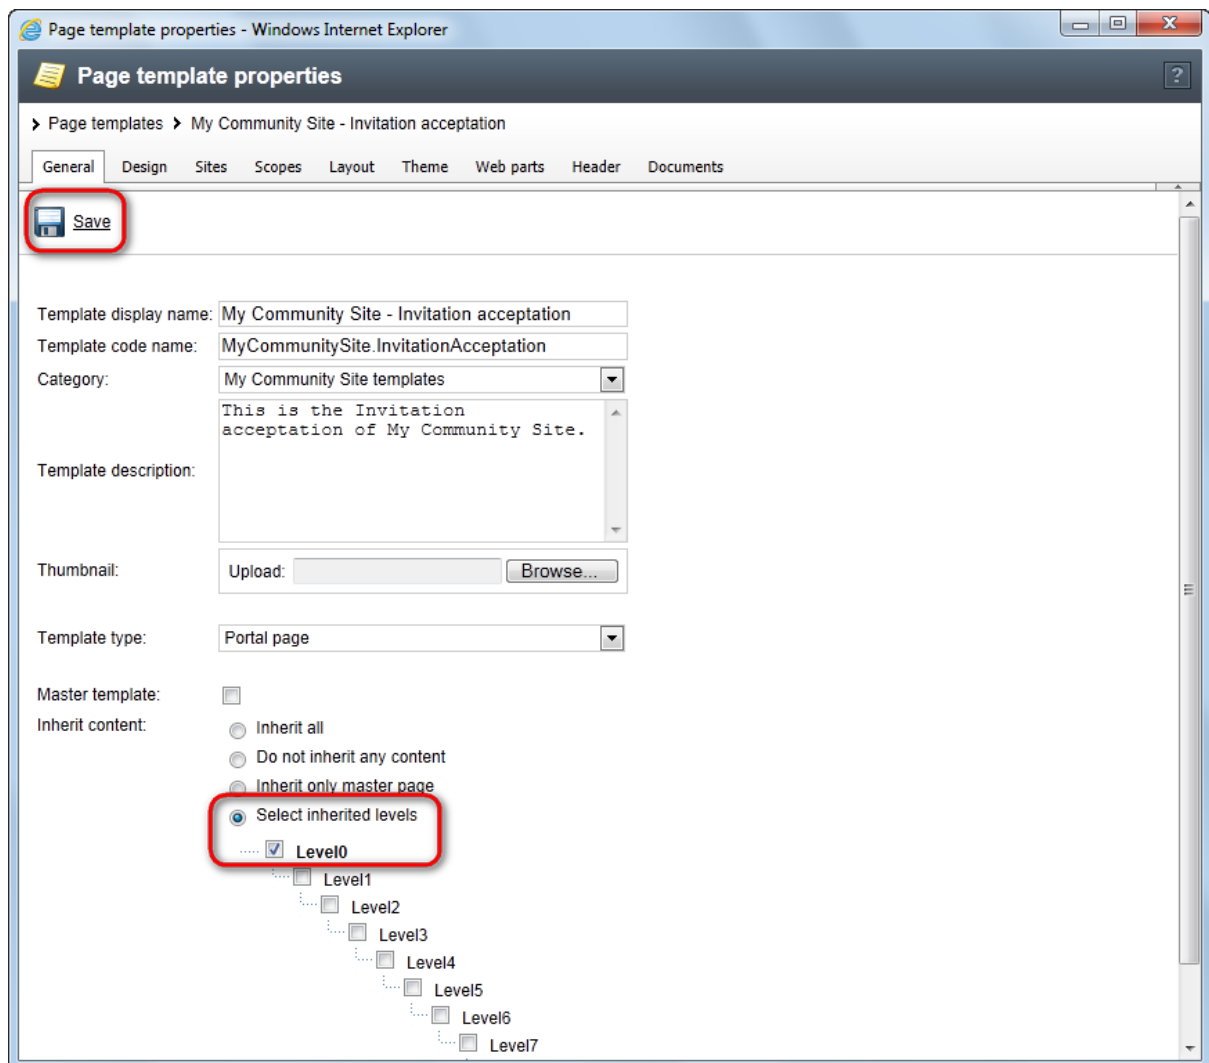 Page template properties - Windows Internet Explorer
Page template properties
?
Page templates My Community Site - Invitation acceptation
General Design Sites Scopes Layout Theme Web parts Header Documents
Save
Template display name: My Community Site - Invitation acceptation
Template code name: MyCommunitySite.InvitationAcceptation
Category: My Community Site templates
This is the Invitation
acceptation of My Community Site.
Template description:
Thumbnail: Upload: Browse...
Template type: Portal page
Master template:
Inherit content: Inherit all
Do not inherit any content
Inherit only master page
Select inherited levels
Level0
Level1
Level2
Level3
Level4
Level5
Level6
Level7